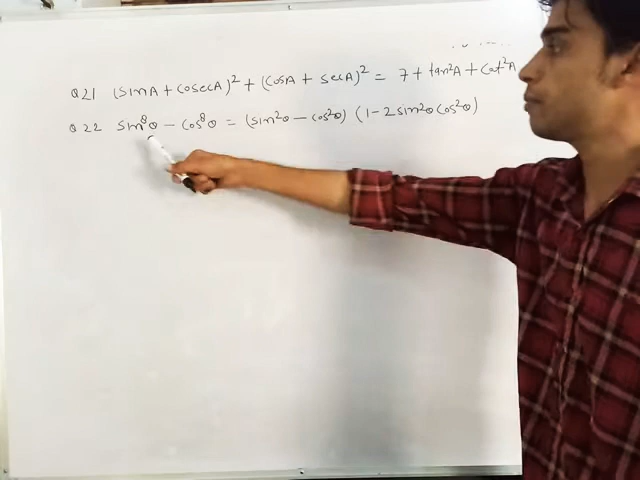 Q21 (sinA + cosecA)² + (cosA + secA)² = 7 + tan²A + cot²A
Q22 sin⁸θ - cos⁸θ = (sin²θ - cos²θ) (1 - 2sin²θ cos²θ)